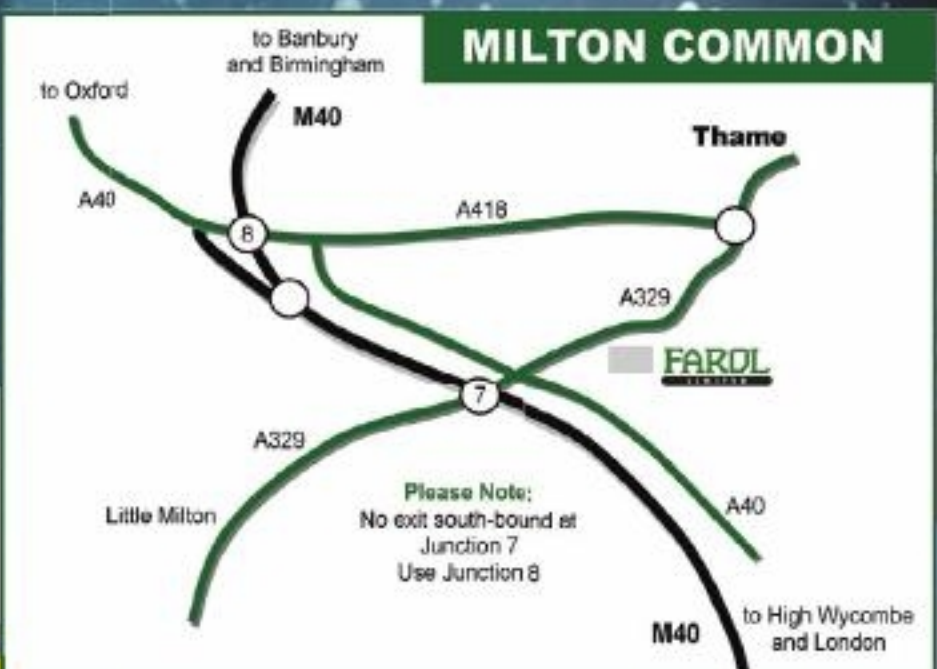 MILTON COMMON
to Banbury
and Birmingham
to Oxford
M40
Thame
A40
A418
8
A329
FAROL
LIMITED
7
A329
Please Note:
No exit south-bound at
Junction 7
Use Junction 8
Little Milton
A40
M40
to High Wycombe
and London